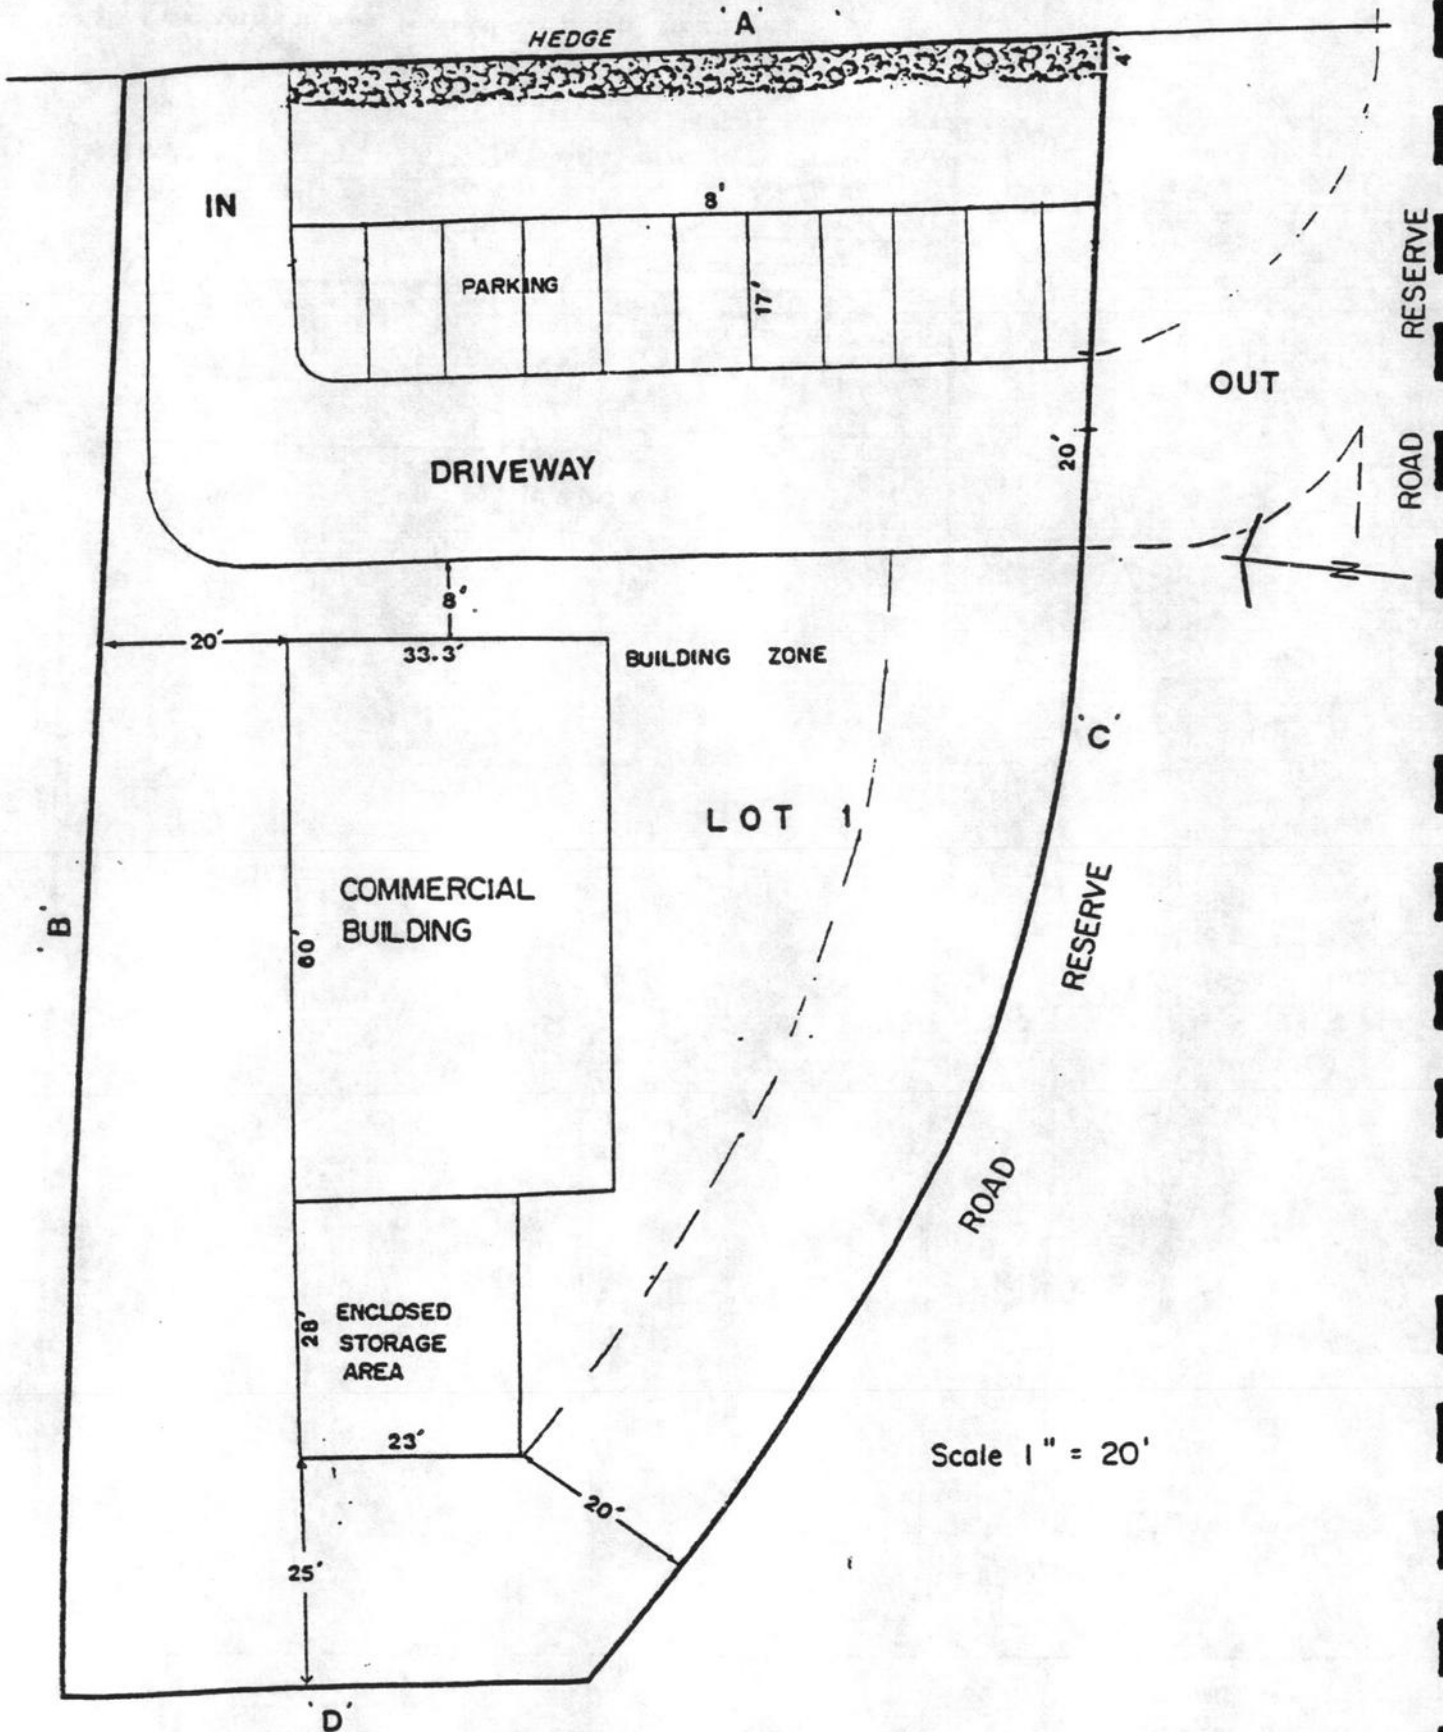 'A'
HEDGE
4'
IN
8'
RESERVE
PARKING
17'
OUT
20'
ROAD
DRIVEWAY
8'
N
20'
33.3'
BUILDING ZONE
'C'
LOT 1
COMMERCIAL
BUILDING
'B'
60'
RESERVE
ROAD
28'
ENCLOSED
STORAGE
AREA
23'
Scale 1" = 20'
20'
25'
'D'